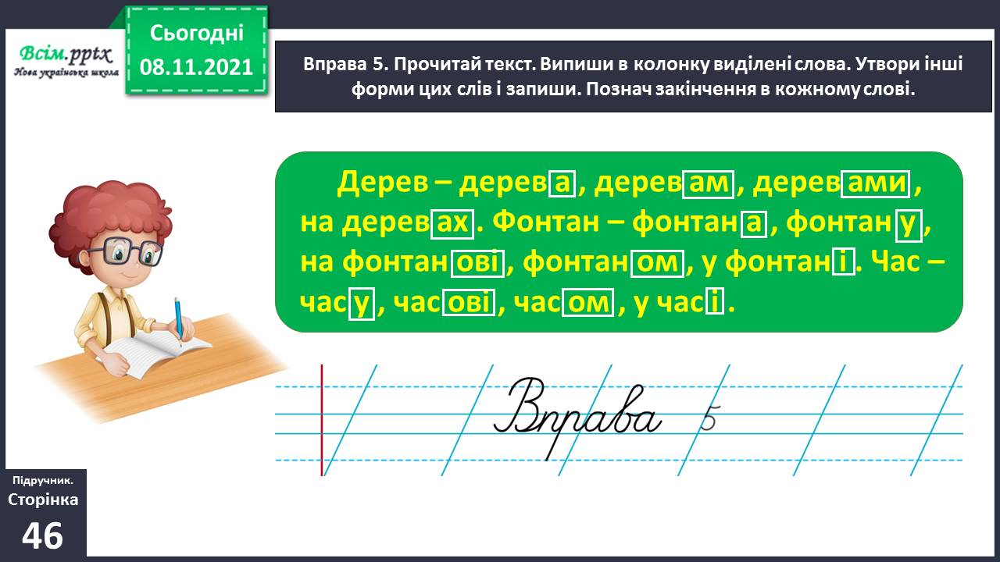 Сьогодні
08.11.2021
Всім.pptx
Нова українська школа
Вправа 5. Прочитай текст. Випиши в колонку виділені слова. Утвори інші
форми цих слів і запиши. Познач закінчення в кожному слові.
Дерев – дерева, деревам, деревами,
на деревах. Фонтан – фонтана, фонтану,
на фонтанові, фонтаном, у фонтані. Час –
часу, часові, часом, у часі.
Вправа 5
Підручник.
Сторінка
46